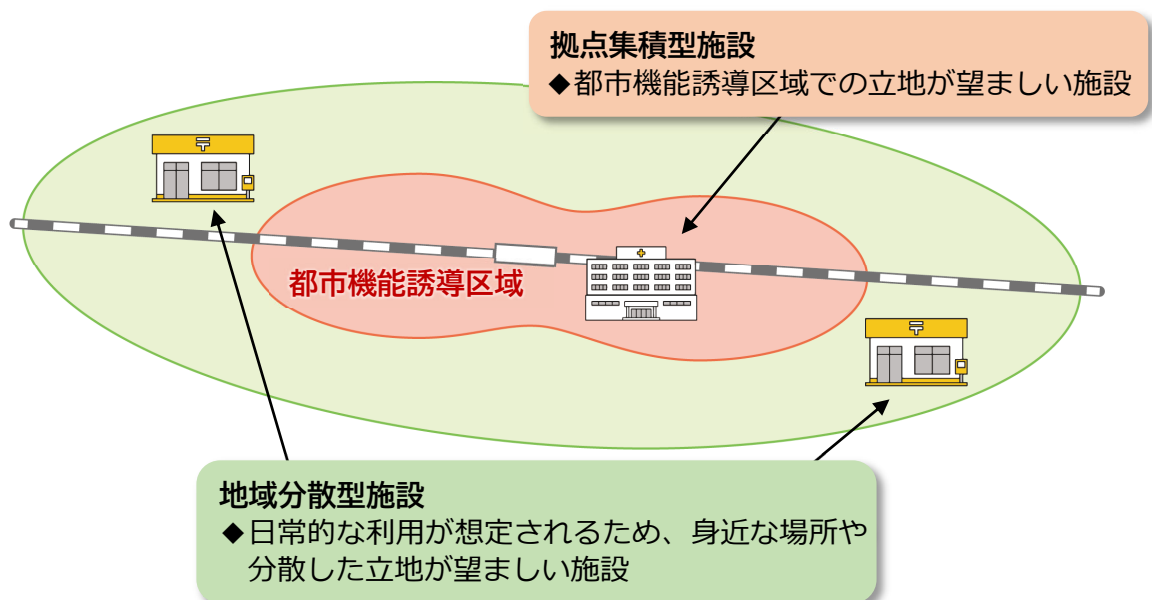 拠点集積型施設
◆都市機能誘導区域での立地が望ましい施設
〒
都市機能誘導区域
〒
地域分散型施設
◆日常的な利用が想定されるため、身近な場所や
分散した立地が望ましい施設